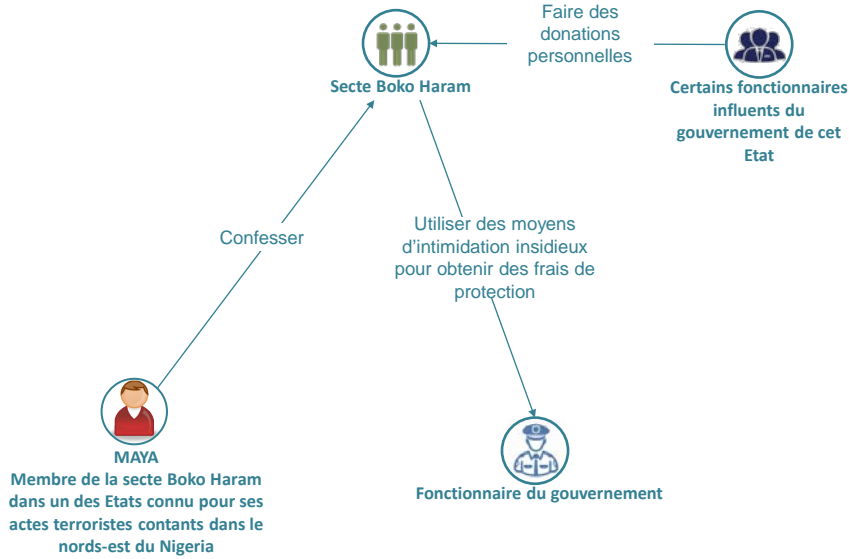 Faire des
donations
personnelles
Secte Boko Haram
Certains fonctionnaires
influents du
gouvernement de cet
Etat
Confesser
Utiliser des moyens
d'intimidation insidieux
pour obtenir des frais de
protection
MAYA
Membre de la secte Boko Haram
dans un des Etats connu pour ses
actes terroristes contants dans le
nords-est du Nigeria
Fonctionnaire du gouvernement